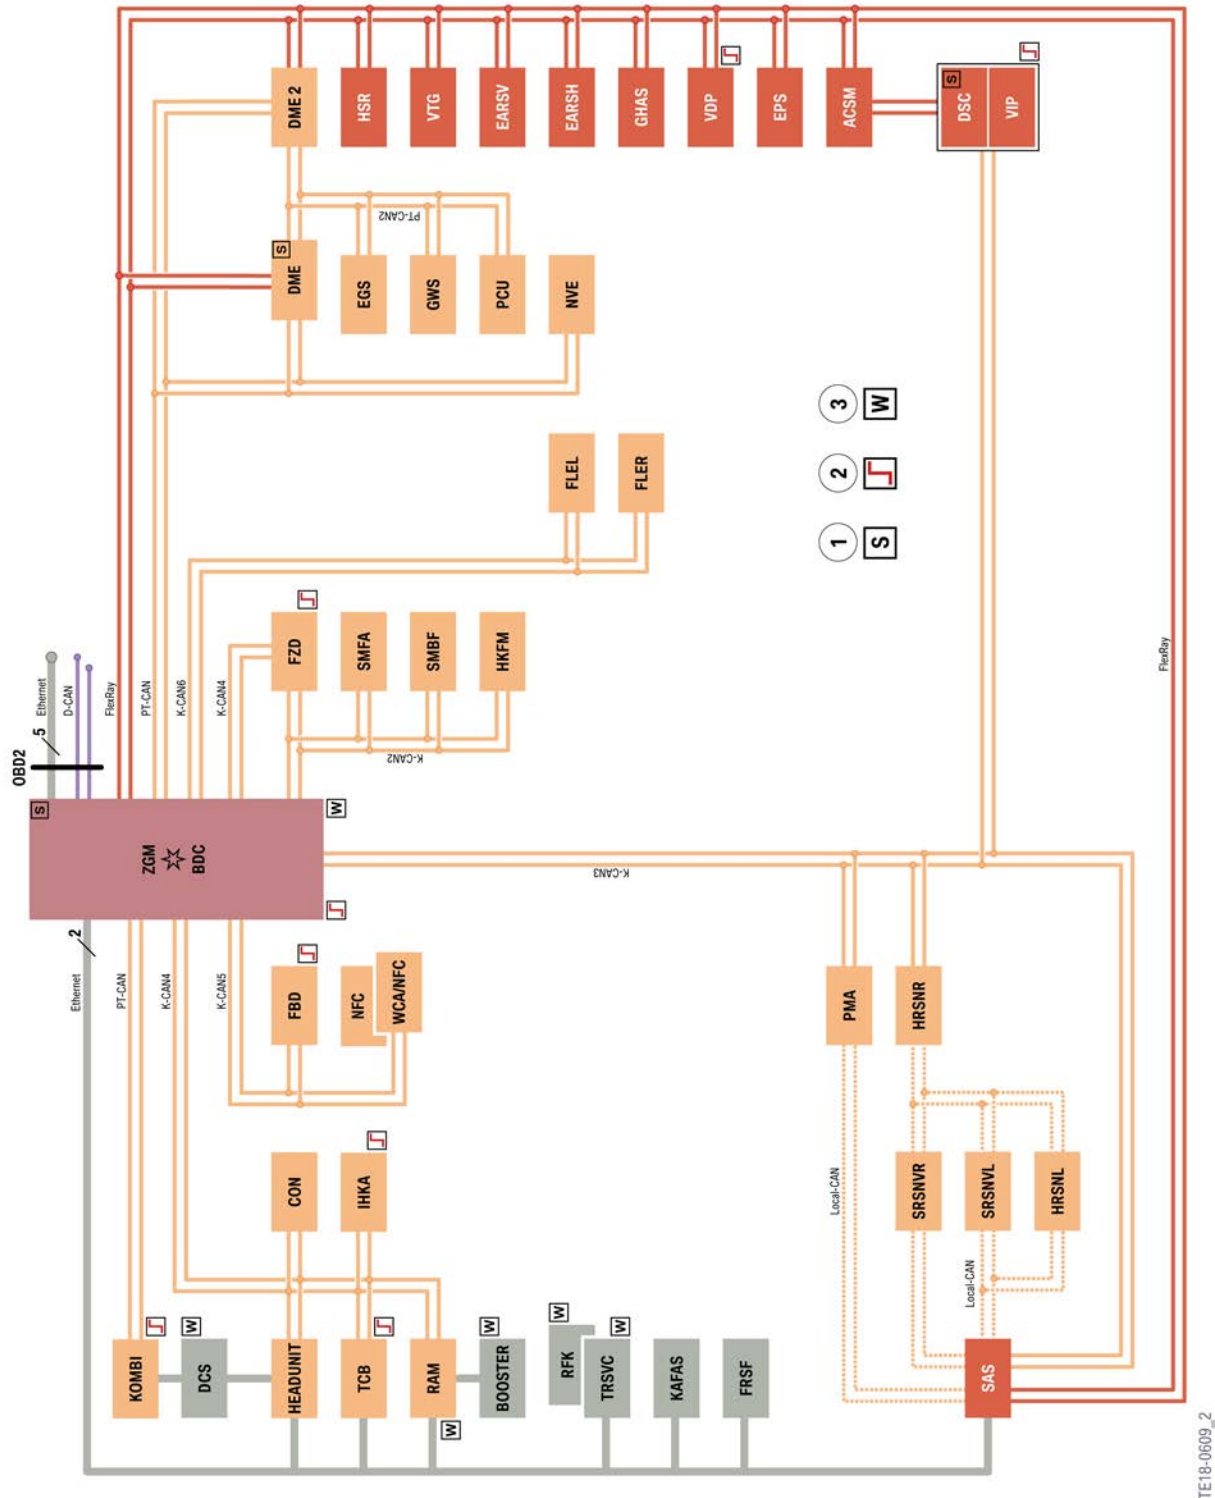 OBD2
Ethernet
5
D-CAN
FlexRay
PT-CAN
K-CAN6
K-CAN4
S
ZGM
BDC
W
2
Ethernet
PT-CAN
K-CAN4
K-CAN5
K-CAN3
DME 2
HSR
VTG
EARSV
EARSH
GHAS
VDP
EPS
ACSM
S
DSC
VIP
S
DME
EGS
GWS
PCU
NVE
PT-CAN2
FLEL
FLER
FZD
SMFA
SMBF
HKFM
K-CAN2
1
2
3
S
W
FlexRay
FBD
NFC
WCA/NFC
CON
IHKA
KOMBI
DCS
W
HEADUNIT
TCB
RAM
W
BOOSTER
W
RFK
W
TRSVC
W
KAFAS
FRSF
PMA
HRSNR
SRSNVR
SRSNVL
HRSNL
Local-CAN
Local-CAN
SAS
TE18-0609_2